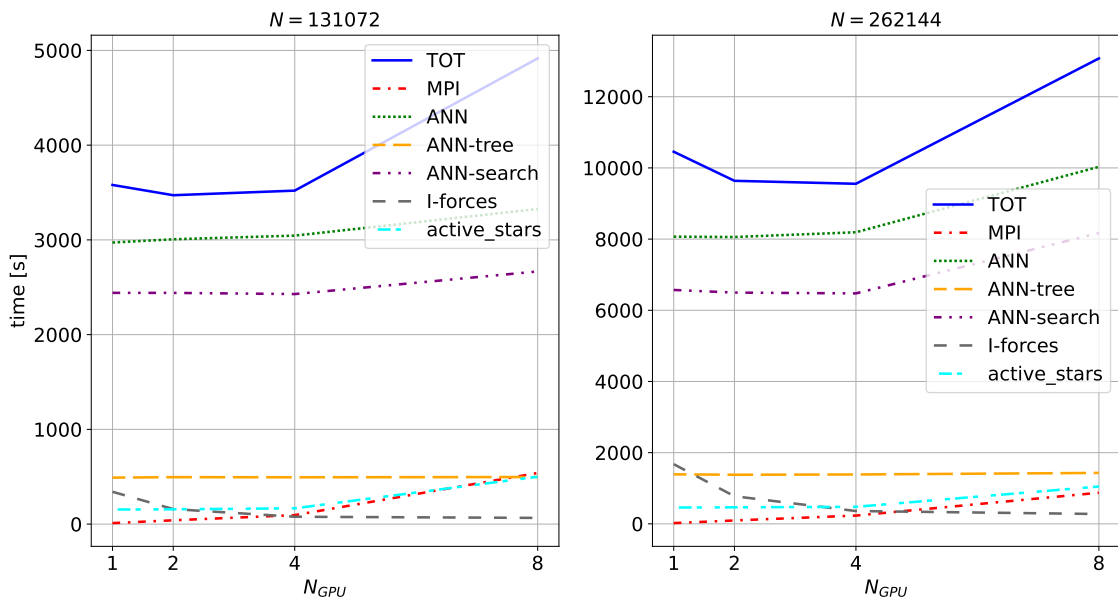 N = 131072
time [s]
5000
4000
3000
2000
1000
0
1 2 4 8
N_GPU
TOT
MPI
ANN
ANN-tree
ANN-search
I-forces
active_stars
N = 262144
12000
10000
8000
6000
4000
2000
0
1 2 4 8
N_GPU
TOT
MPI
ANN
ANN-tree
ANN-search
I-forces
active_stars